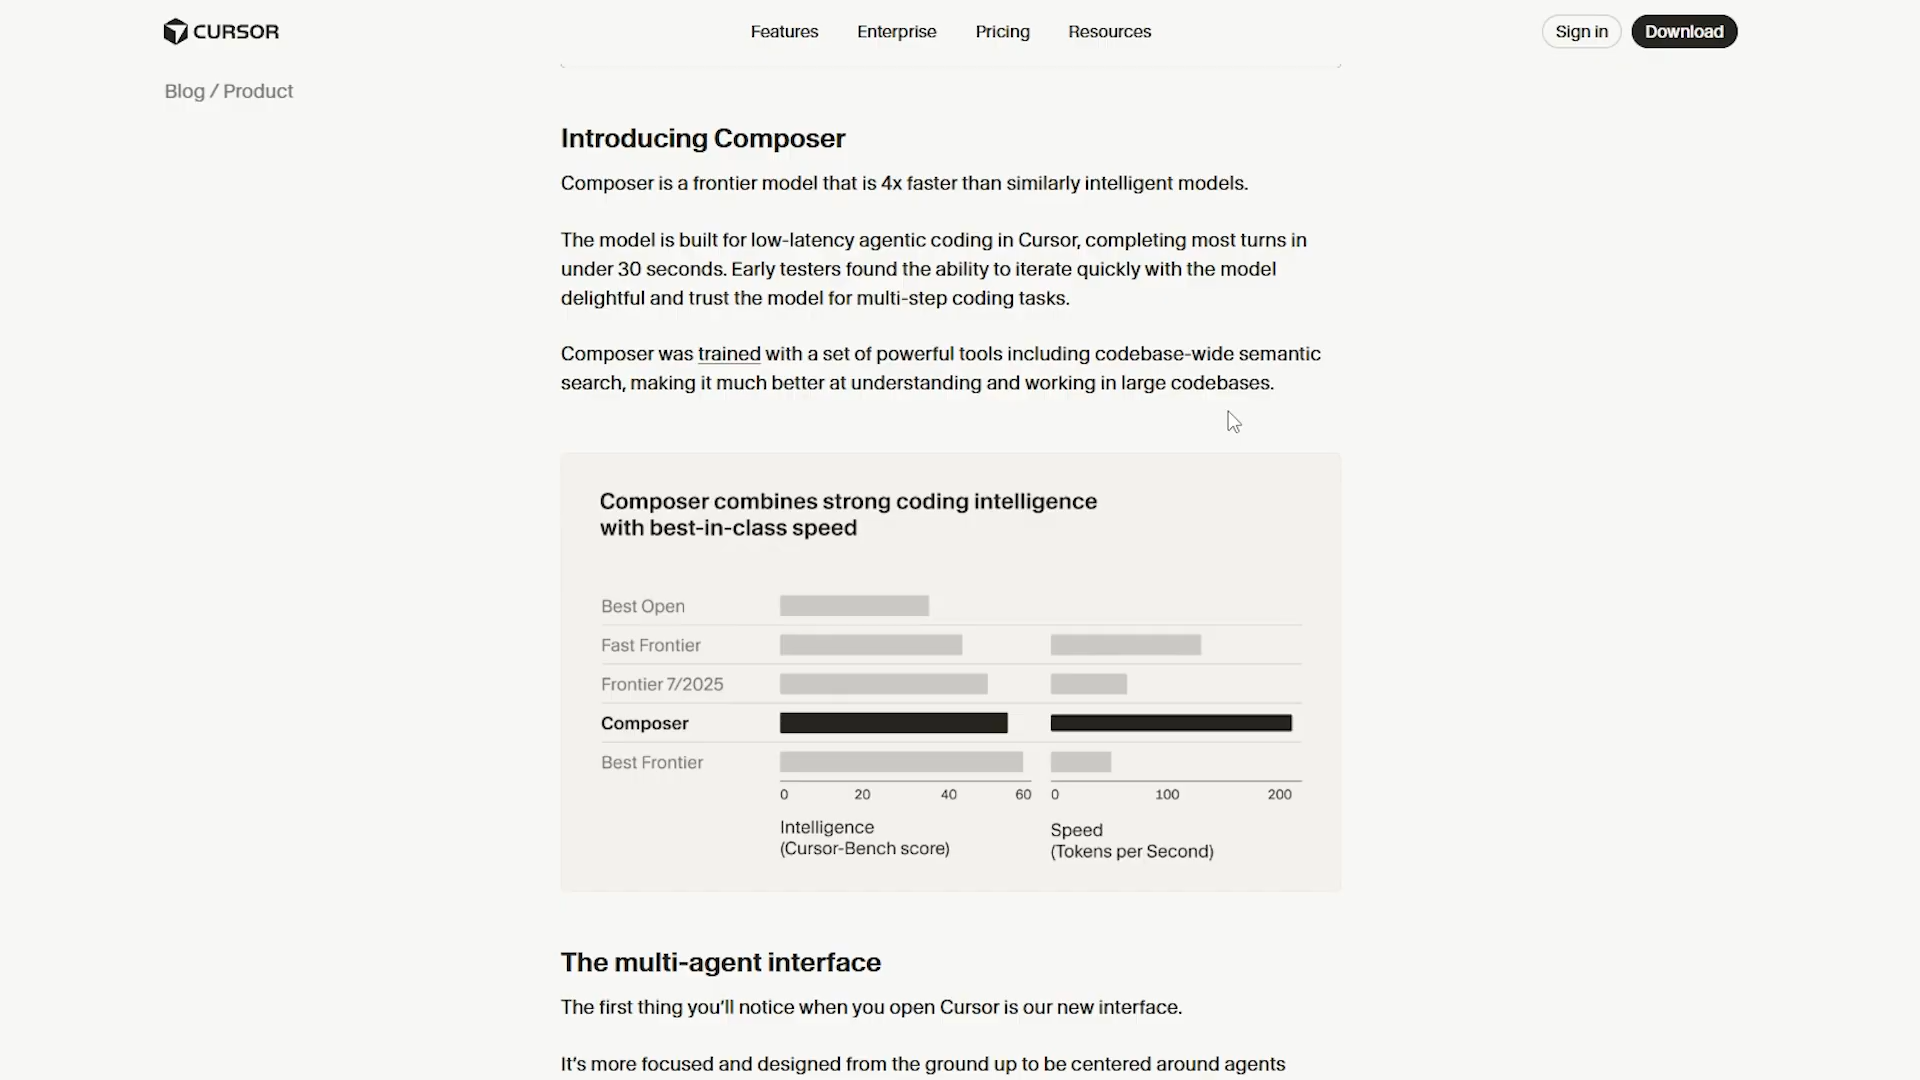 CURSOR
Features
Enterprise
Pricing
Resources
Sign in
Download
Blog / Product
Introducing Composer
Composer is a frontier model that is 4x faster than similarly intelligent models.
The model is built for low-latency agentic coding in Cursor, completing most turns in
under 30 seconds. Early testers found the ability to iterate quickly with the model
delightful and trust the model for multi-step coding tasks.
Composer was trained with a set of powerful tools including codebase-wide semantic
search, making it much better at understanding and working in large codebases.
Composer combines strong coding intelligence
with best-in-class speed
Best Open
Fast Frontier
Frontier 7/2025
Composer
Best Frontier
0 20 40 60 0 100 200
Intelligence
(Cursor-Bench score)
Speed
(Tokens per Second)
The multi-agent interface
The first thing you’ll notice when you open Cursor is our new interface.
It’s more focused and designed from the ground up to be centered around agents